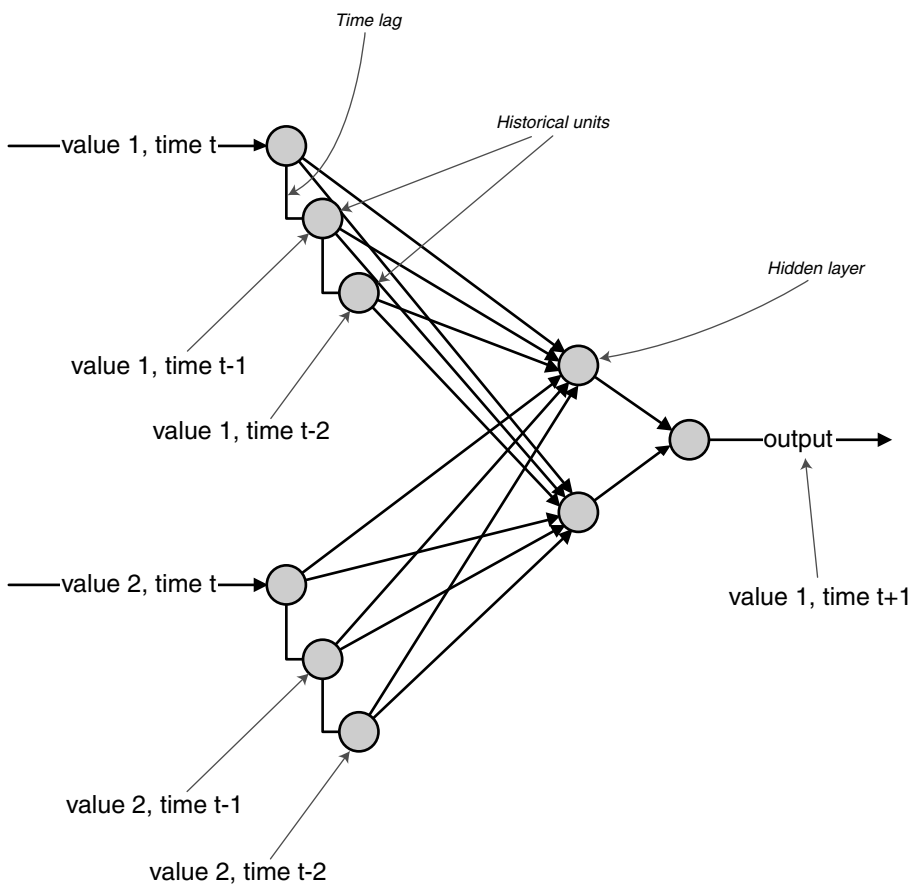 Time lag
Historical units
value 1, time t
Hidden layer
value 1, time t-1
value 1, time t-2
output
value 2, time t
value 1, time t+1
value 2, time t-1
value 2, time t-2